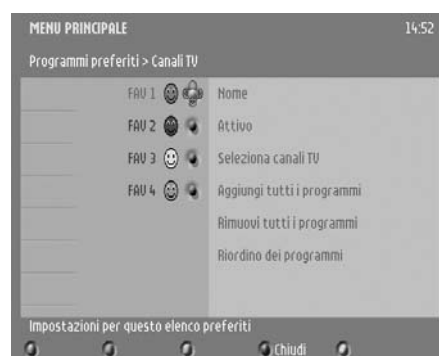 MENU PRINCIPALE 14:52
Programmi preferiti > Canali TV
FAV 1 Nome
FAV 2 Attivo
FAV 3 Seleziona canali TV
FAV 4 Aggiungi tutti i programmi
Rimuovi tutti i programmi
Riordino dei programmi
Impostazioni per questo elenco preferiti
Chiudi